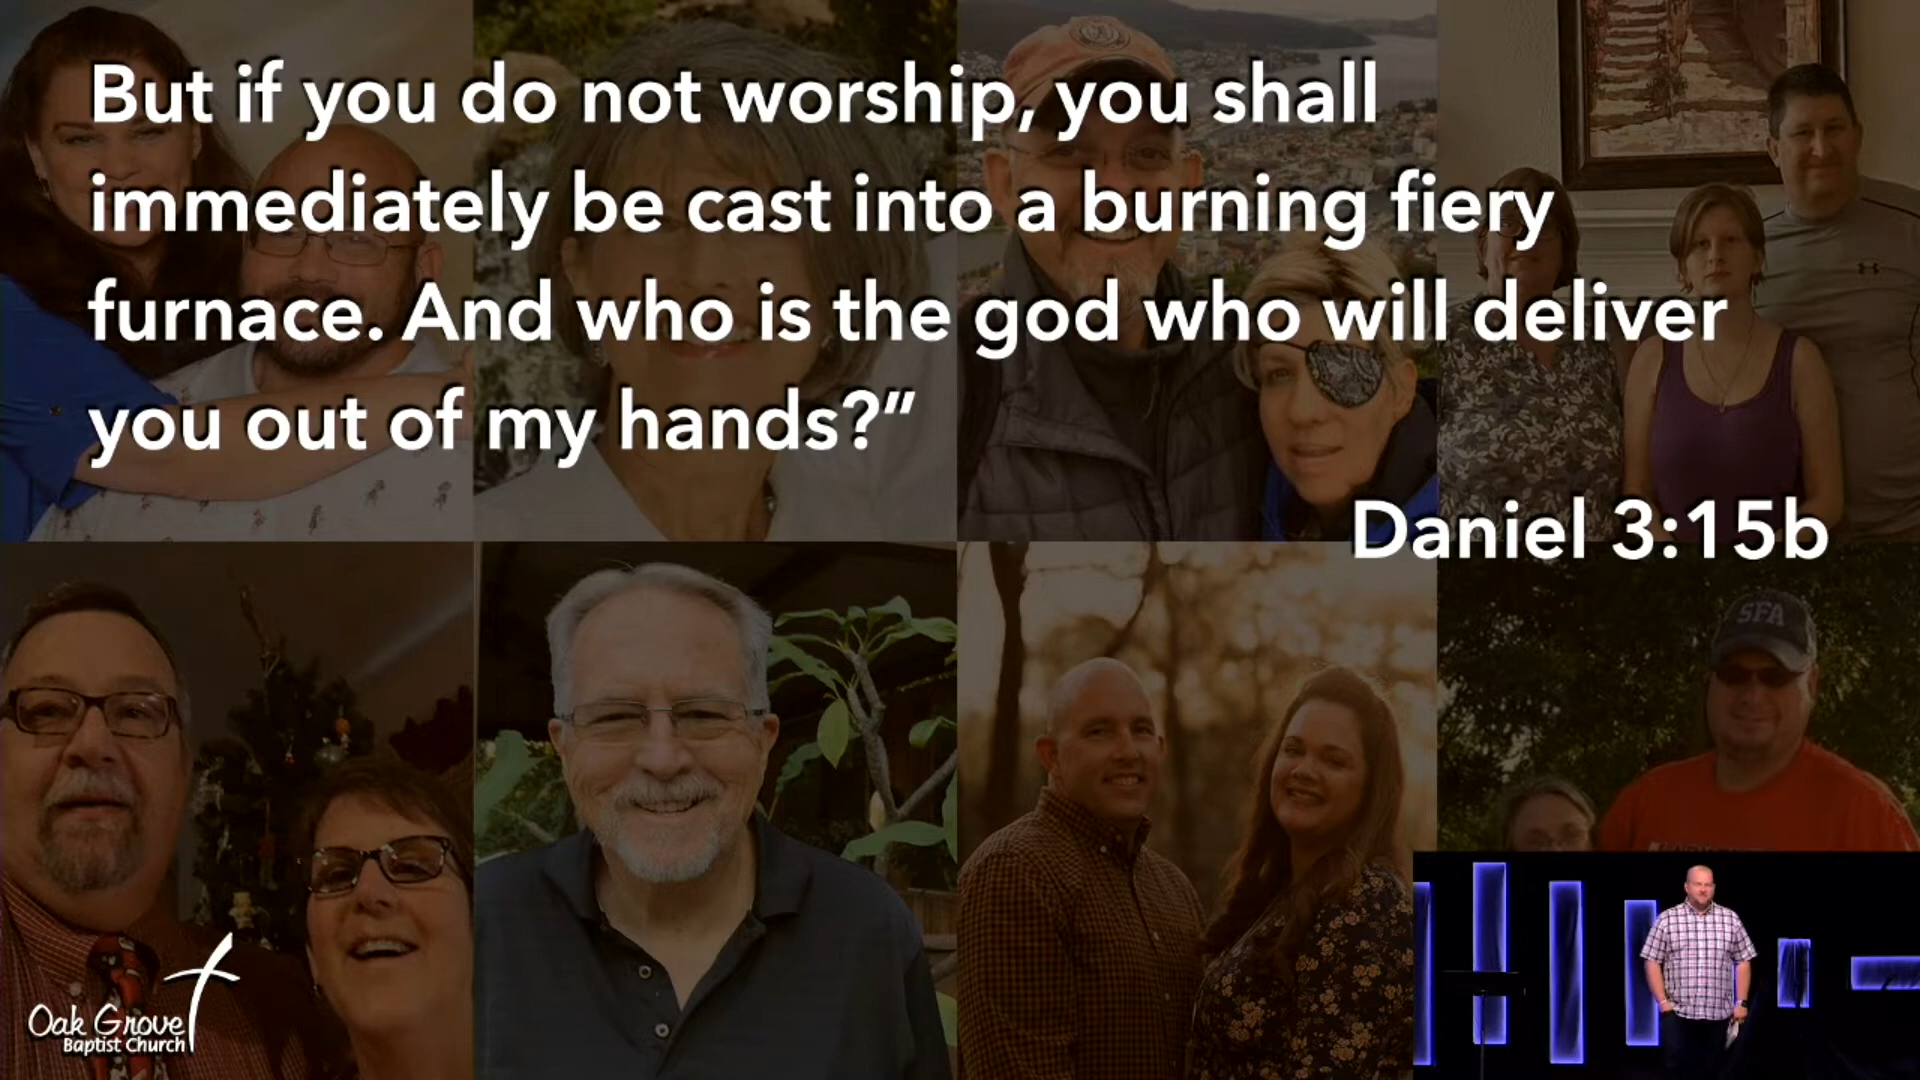 But if you do not worship, you shall
immediately be cast into a burning fiery
furnace. And who is the god who will deliver
you out of my hands?”
Daniel 3:15b
SFA
Oak Grove
Baptist Church